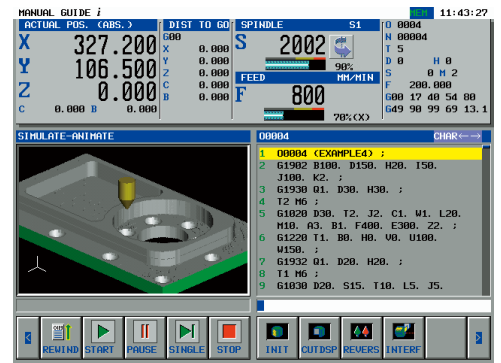 MANUAL GUIDE i
MEM 11:43:27
ACTUAL POS. (ABS.)
X 327.200
Y 106.500
Z 0.000
C 0.000 B 0.000
DIST TO GO
G00
X 0.000
Y 0.000
Z 0.000
C 0.000
B 0.000
SPINDLE S1
S 2002
90%
FEED MM/MIN
F 800
70%(X)
O 0004
N 00004
T 5
D 0 H 0
S 0 M 2
F 200.000
G00 17 40 54 80
G49 98 99 69 13.1
SIMULATE-ANIMATE
O0004 CHAR←→
1 O0004 (EXAMPLE4) ;
2 G1902 B100. D150. H20. I50.
J100. K2. ;
3 G1930 Q1. D30. H30. ;
4 T2 M6 ;
5 G1020 D30. T2. J2. C1. W1. L20.
M10. A3. B1. F400. E300. Z2. ;
6 G1220 T1. B0. H0. V0. U100.
W150. ;
7 G1932 Q1. D20. H20. ;
8 T1 M6 ;
9 G1030 D20. S15. T10. L5. J5.
REWIND START PAUSE SINGLE STOP
INIT CUTDSP REVERS INTERF